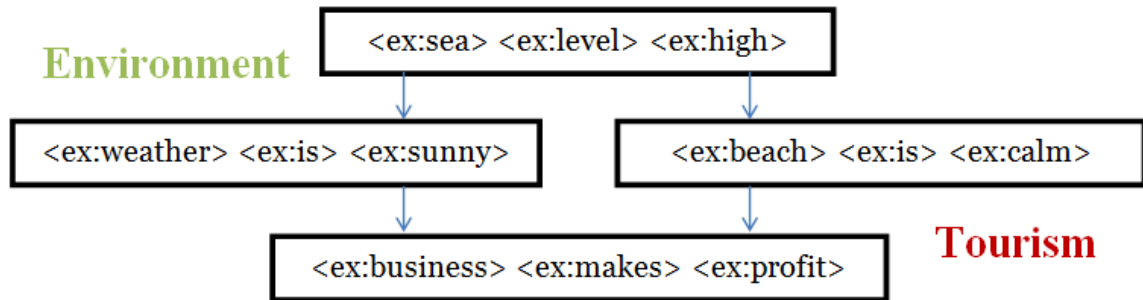 <ex:sea> <ex:level> <ex:high>
Environment
<ex:weather> <ex:is> <ex:sunny>
<ex:beach> <ex:is> <ex:calm>
Tourism
<ex:business> <ex:makes> <ex:profit>